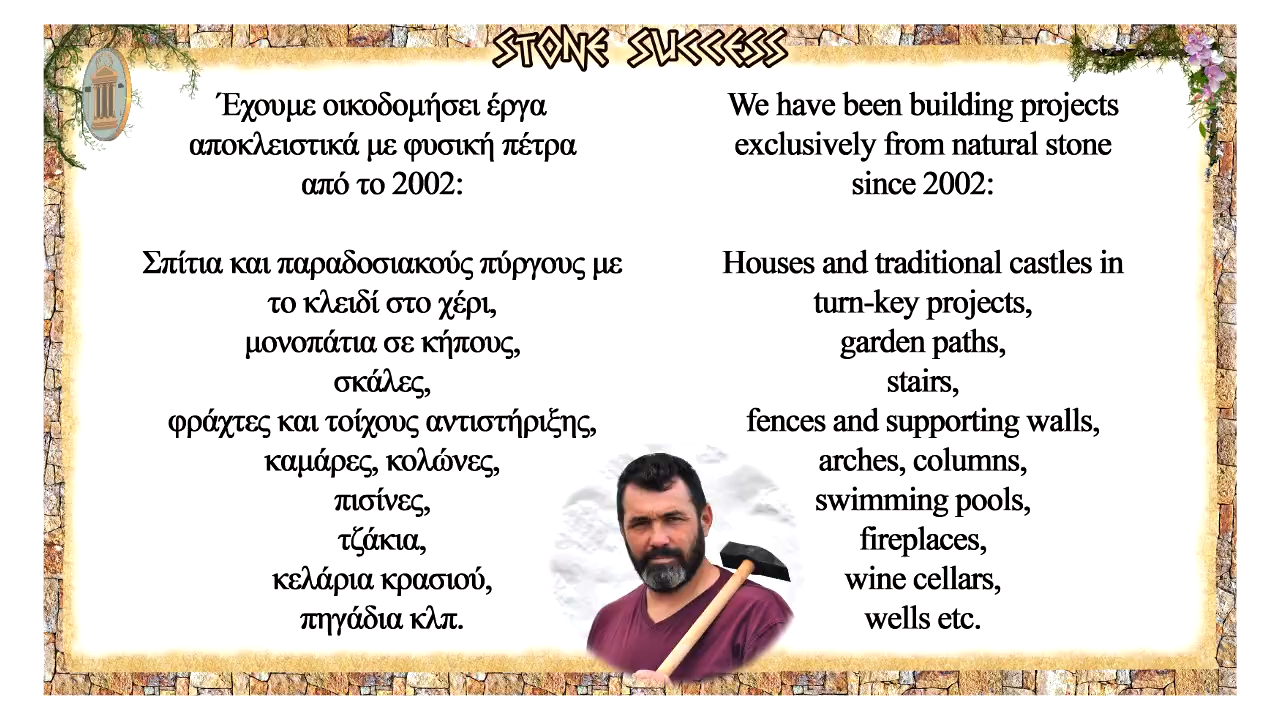 STONE SUCCESS
Έχουμε οικοδομήσει έργα
αποκλειστικά με φυσική πέτρα
από το 2002:
Σπίτια και παραδοσιακούς πύργους με
το κλειδί στο χέρι,
μονοπάτια σε κήπους,
σκάλες,
φράχτες και τοίχους αντιστήριξης,
καμάρες, κολώνες,
πισίνες,
τζάκια,
κελάρια κρασιού,
πηγάδια κλπ.
We have been building projects
exclusively from natural stone
since 2002:
Houses and traditional castles in
turn-key projects,
garden paths,
stairs,
fences and supporting walls,
arches, columns,
swimming pools,
fireplaces,
wine cellars,
wells etc.